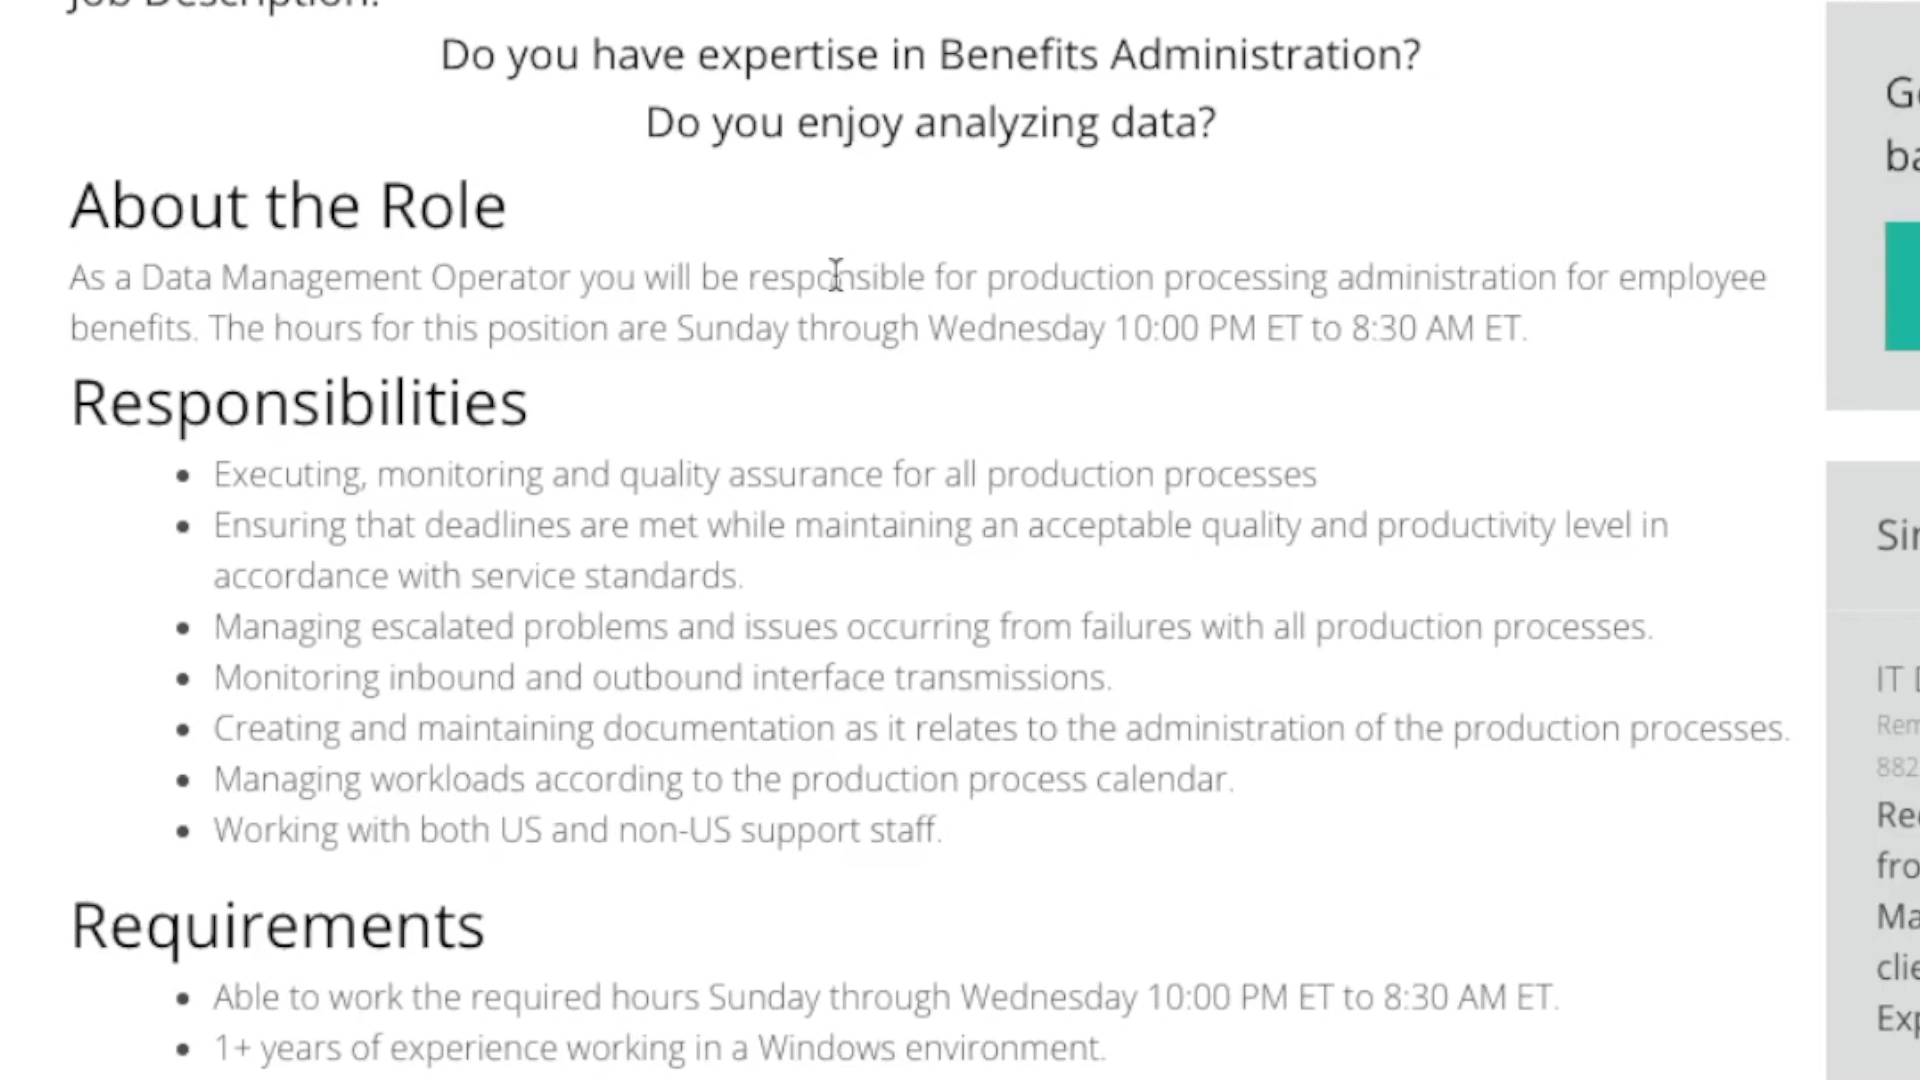 Job Description:
Do you have expertise in Benefits Administration?
Do you enjoy analyzing data?
About the Role
As a Data Management Operator you will be responsible for production processing administration for employee
benefits. The hours for this position are Sunday through Wednesday 10:00 PM ET to 8:30 AM ET.
Responsibilities
Executing, monitoring and quality assurance for all production processes
Ensuring that deadlines are met while maintaining an acceptable quality and productivity level in
accordance with service standards.
Managing escalated problems and issues occurring from failures with all production processes.
Monitoring inbound and outbound interface transmissions.
Creating and maintaining documentation as it relates to the administration of the production processes.
Managing workloads according to the production process calendar.
Working with both US and non-US support staff.
Requirements
Able to work the required hours Sunday through Wednesday 10:00 PM ET to 8:30 AM ET.
1+ years of experience working in a Windows environment.
IT
882